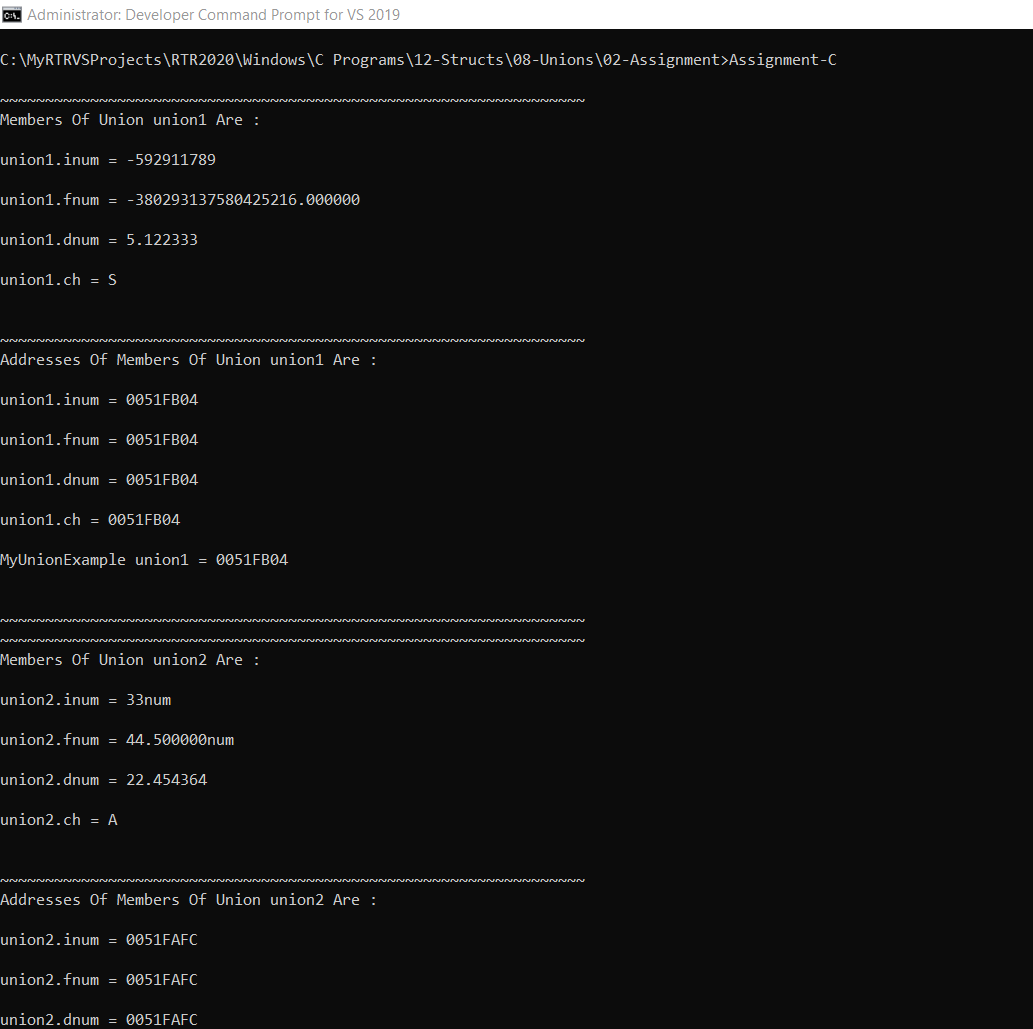 Administrator: Developer Command Prompt for VS 2019
C:\MyRTRVSProjects\RTR2020\Windows\C Programs\12-Structs\08-Unions\02-Assignment>Assignment-C
~~~~~~~~~~~~~~~~~~~~~~~~~~~~~~~~~~~~~~~~~~~~~~~~~~~~~~~~~~~~~~~~~
Members Of Union union1 Are :
union1.inum = -592911789
union1.fnum = -380293137580425216.000000
union1.dnum = 5.122333
union1.ch = S
~~~~~~~~~~~~~~~~~~~~~~~~~~~~~~~~~~~~~~~~~~~~~~~~~~~~~~~~~~~~~~~~~
Addresses Of Members Of Union union1 Are :
union1.inum = 0051FB04
union1.fnum = 0051FB04
union1.dnum = 0051FB04
union1.ch = 0051FB04
MyUnionExample union1 = 0051FB04
~~~~~~~~~~~~~~~~~~~~~~~~~~~~~~~~~~~~~~~~~~~~~~~~~~~~~~~~~~~~~~~~~
~~~~~~~~~~~~~~~~~~~~~~~~~~~~~~~~~~~~~~~~~~~~~~~~~~~~~~~~~~~~~~~~~
Members Of Union union2 Are :
union2.inum = 33num
union2.fnum = 44.500000num
union2.dnum = 22.454364
union2.ch = A
~~~~~~~~~~~~~~~~~~~~~~~~~~~~~~~~~~~~~~~~~~~~~~~~~~~~~~~~~~~~~~~~~
Addresses Of Members Of Union union2 Are :
union2.inum = 0051FAFC
union2.fnum = 0051FAFC
union2.dnum = 0051FAFC